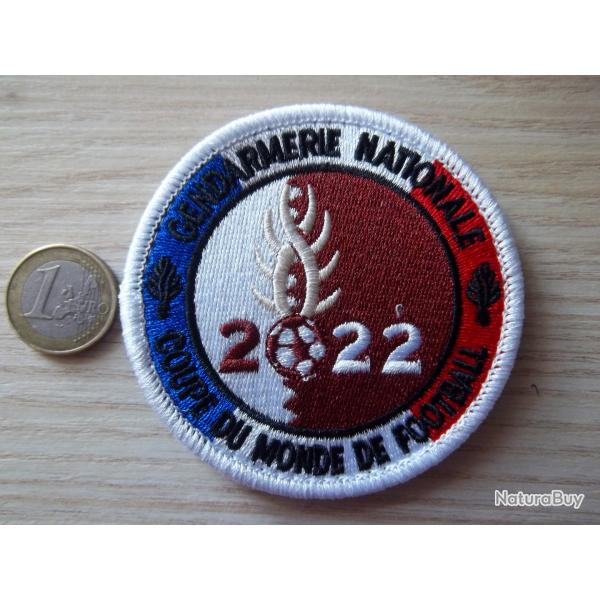 GENDARMERIE NATIONALE
2022
COUPE DU MONDE DE FOOTBALL
1 EURO
NaturaBuy